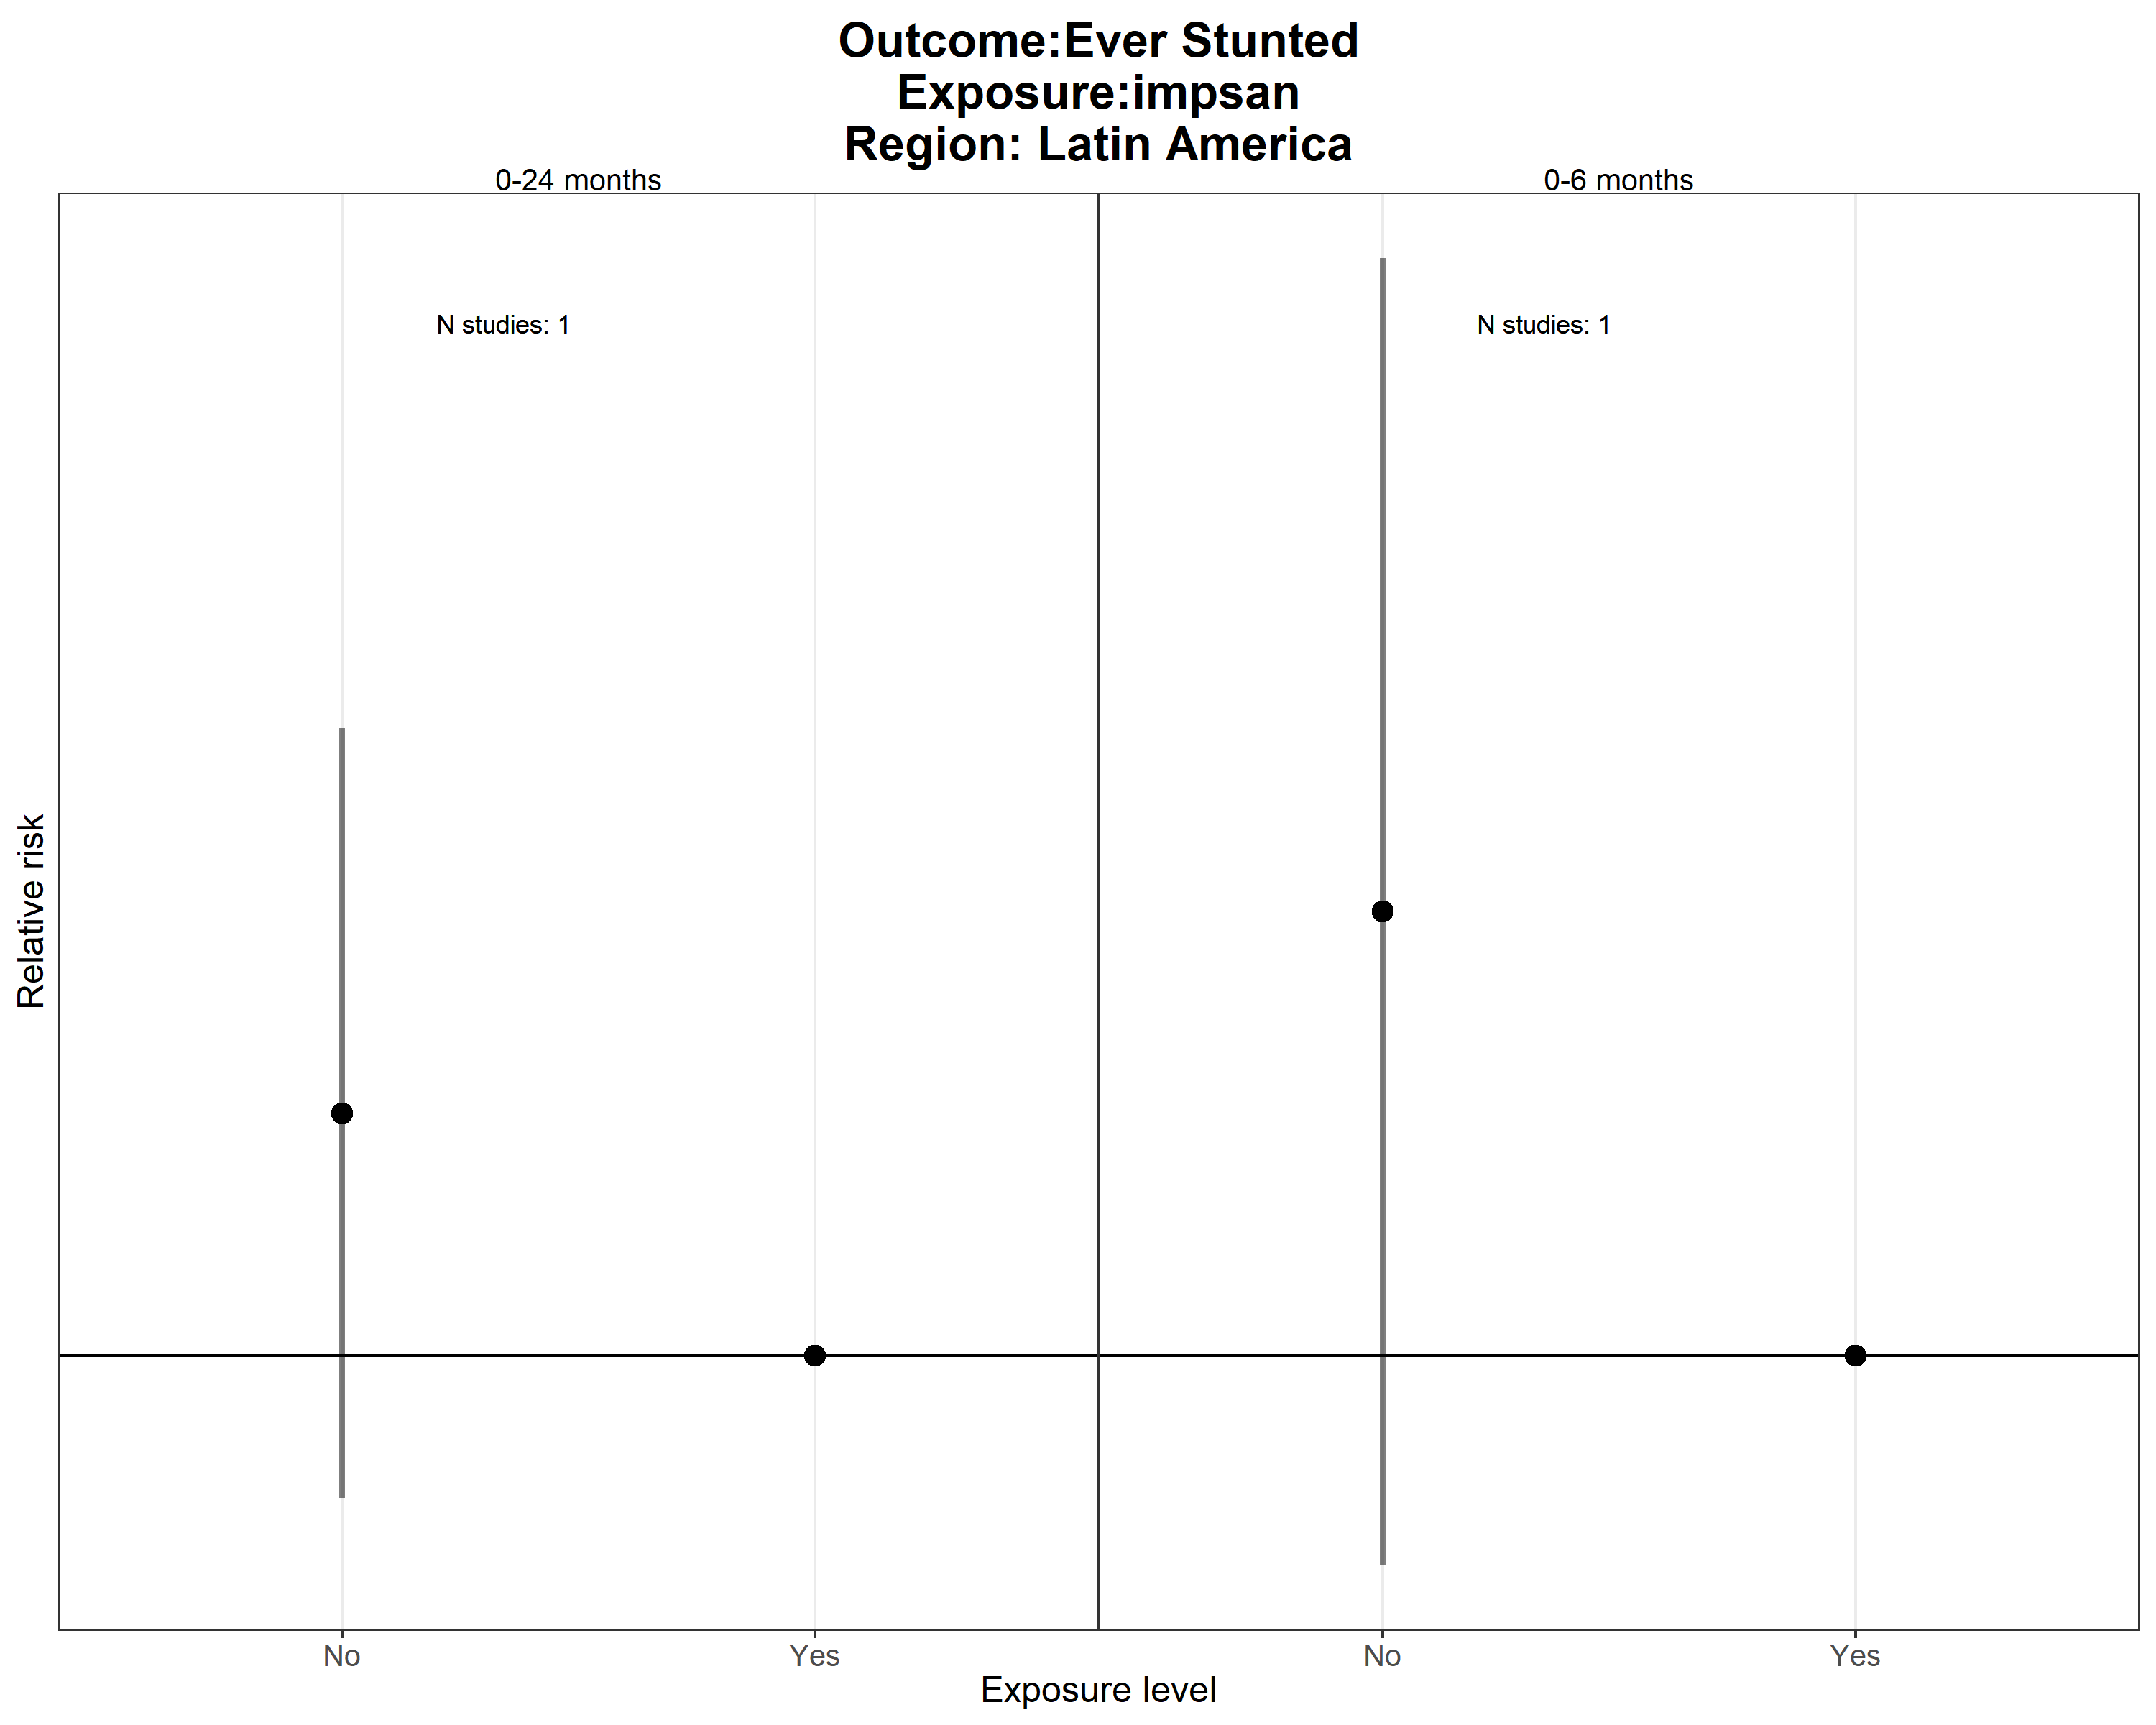 Outcome:Ever Stunted
Exposure:impsan
Region: Latin America
0-24 months
0-6 months
N studies: 1
N studies: 1
Relative risk
No
Yes
No
Yes
Exposure level